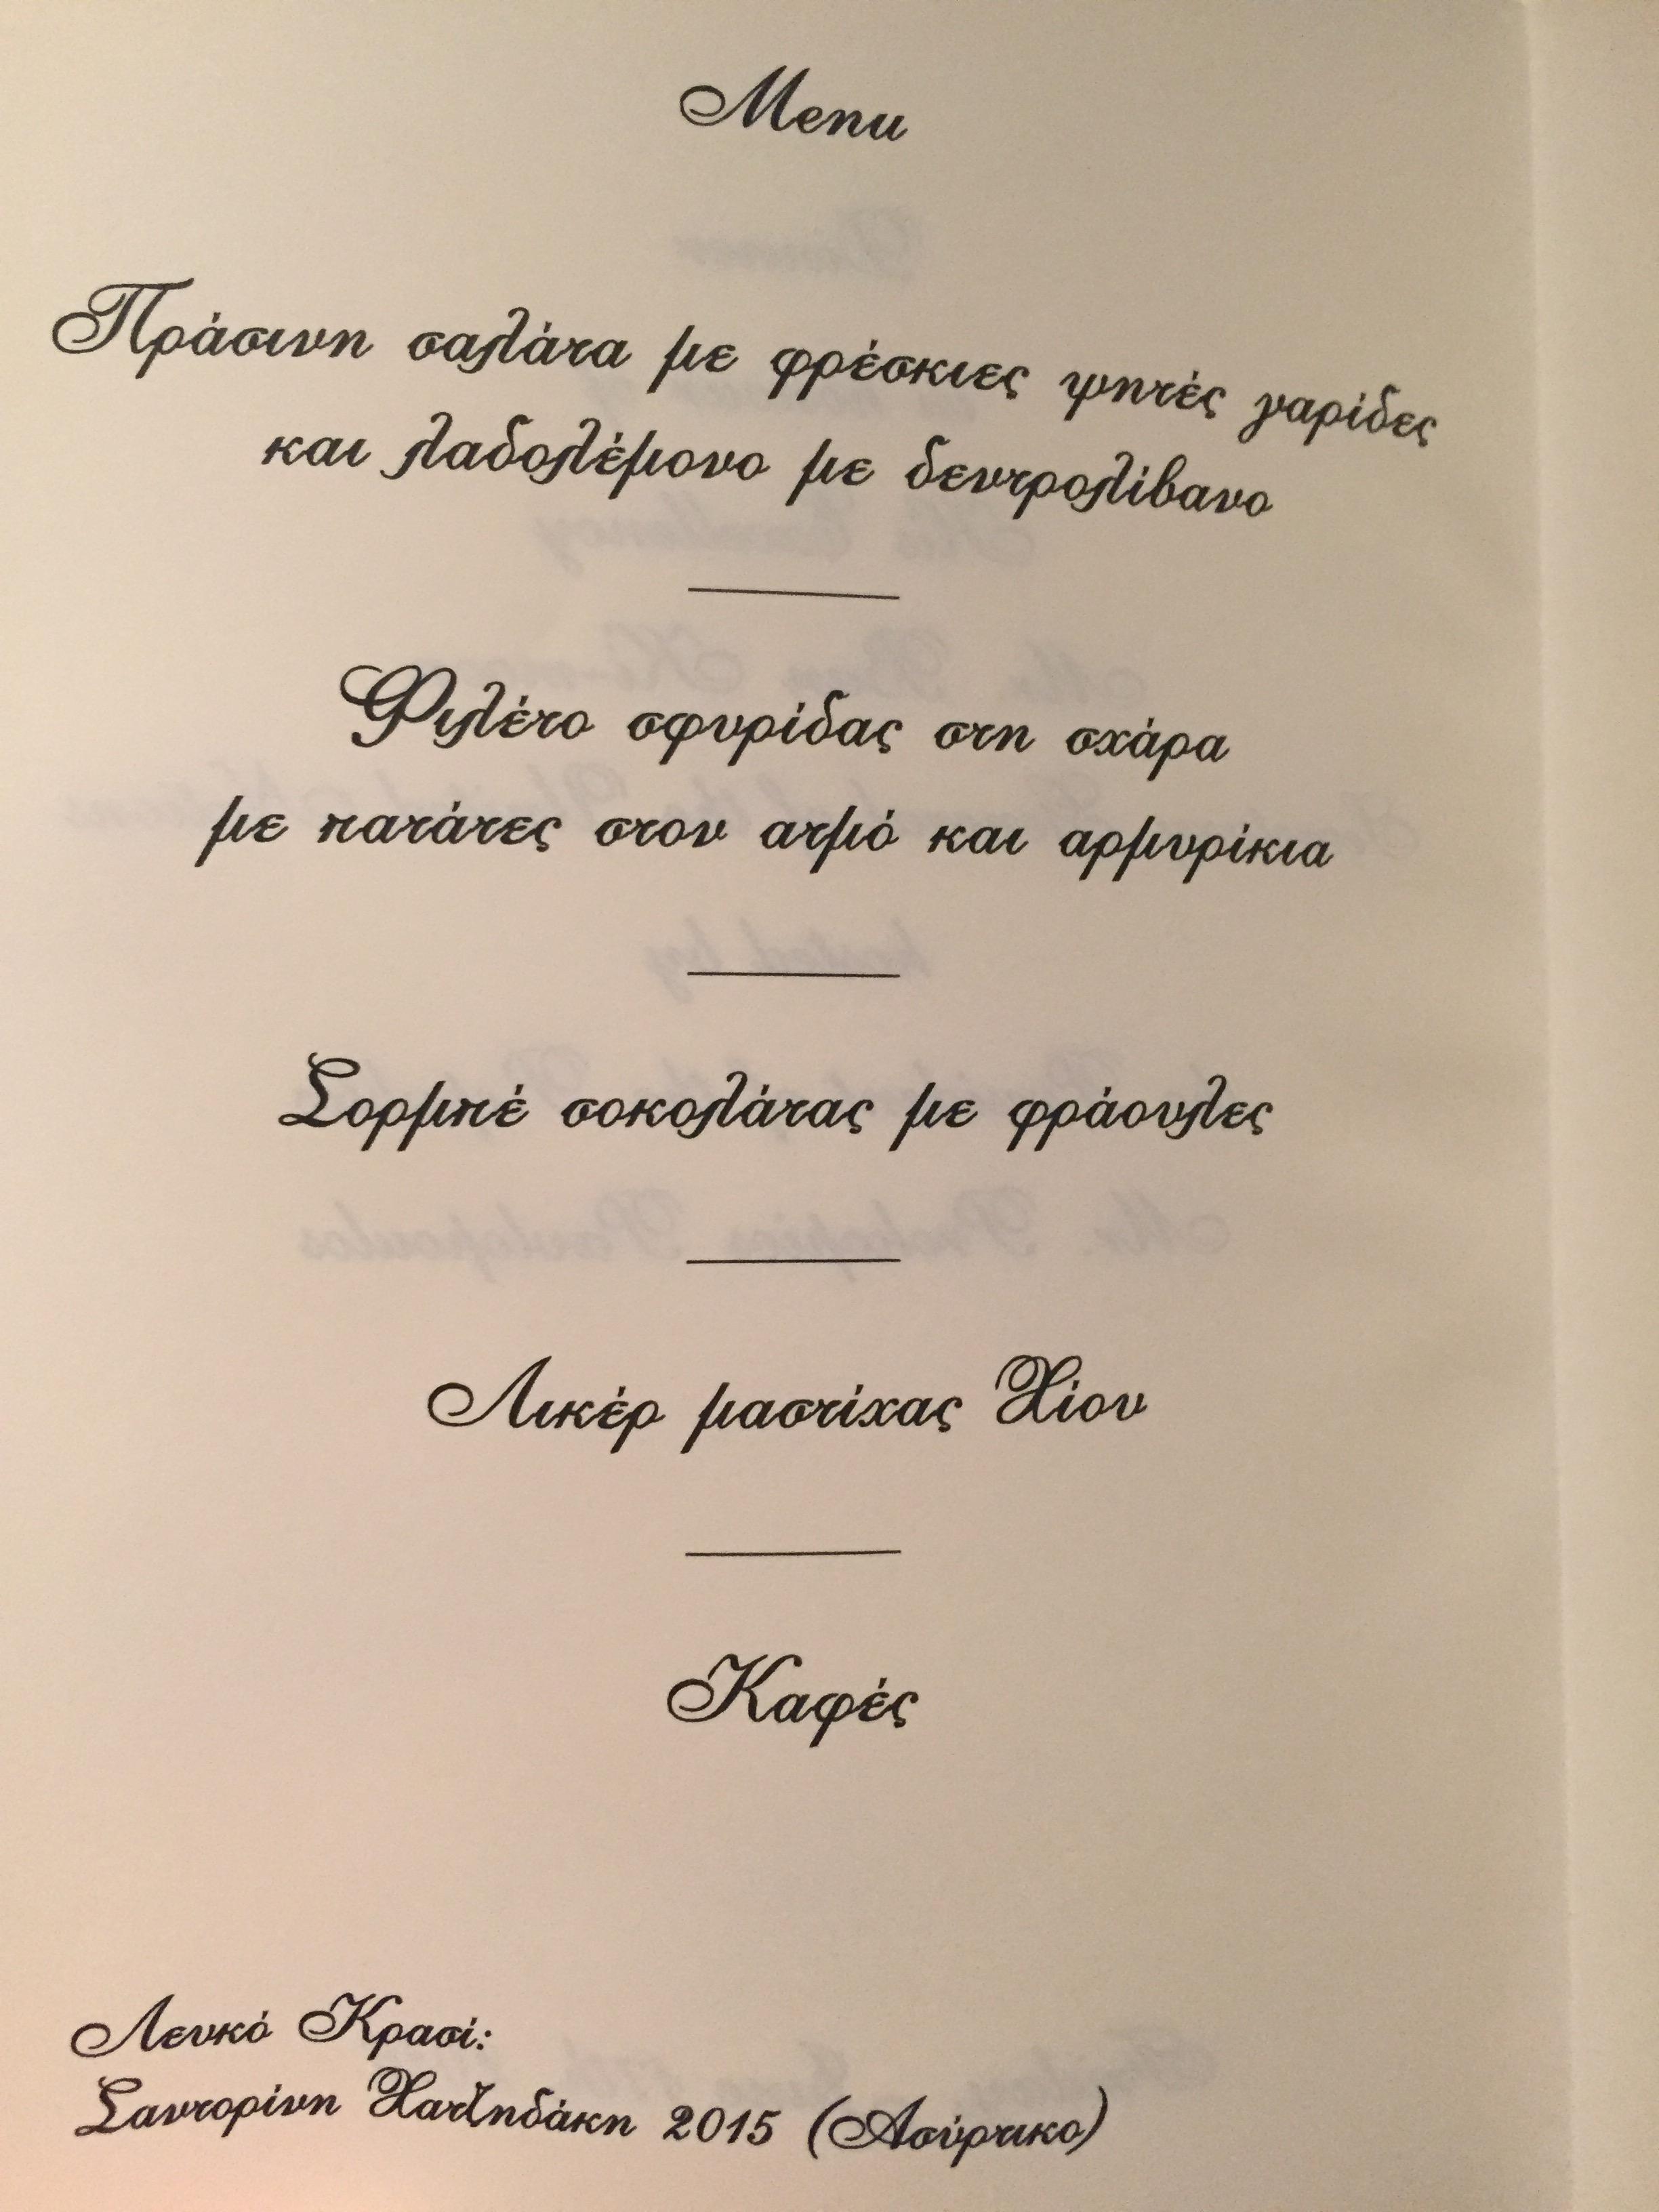 Menu
Πράσινη σαλάτα με φρέσκιες ψητές γαρίδες
και λαδολέμονο με δεντρολίβανο
Φιλέτο σφυρίδας στη σχάρα
με πατάτες στον ατμό και αρμυρίκια
Σορμπέ σοκολάτας με φράουλες
Λικέρ μαστίχας Χίου
Καφές
Λευκό Κρασί:
Σαντορίνη Χατζηδάκη 2015 (Ασύρτικο)